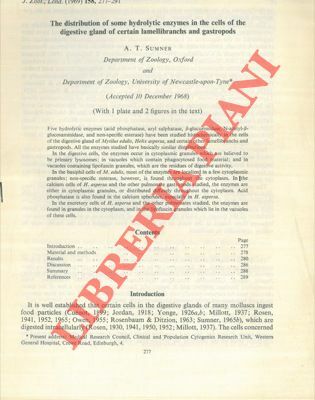 J. Zool., Lond. (1969) 158, 277-291
The distribution of some hydrolytic enzymes in the cells of the
digestive gland of certain lamellibranchs and gastropods
A. T. SUMNER
Department of Zoology, Oxford
and
Department of Zoology, University of Newcastle-upon-Tyne*
(Accepted 10 December 1968)
(With 1 plate and 2 figures in the text)
Five hydrolytic enzymes (acid phosphatase, aryl sulphatase, β-glucuronidase, N-acetyl-β-
glucosaminidase, and non-specific esterase) have been studied in the cells of
the digestive gland of Mytilus edulis, Helix aspersa, and certain other lamellibranchs and
gastropods. All the enzymes studied have basically similar distributions.
In the digestive cells, the enzymes occur in cytoplasmic granules which are believed to
be primary lysosomes; in vacuoles which contain phagocytosed food material; and in
vacuoles containing lipofuscin granules, which are the residues of digestive activity.
In the basiphil cells of M. edulis, most of the enzymes are localized in a few cytoplasmic
granules; non-specific esterase, however, is found throughout the cytoplasm. In the
calcium cells of H. aspersa and the other pulmonate gastropods studied, the enzymes are
either in cytoplasmic granules, or distributed throughout the cytoplasm. Acid
phosphatase is also found in the calcium spherules of H. aspersa.
In the excretory cells of H. aspersa and the other pulmonates studied, the enzymes are
found in granules in the cytoplasm, and in the granules which lie in the vacuoles
of these cells.
Contents
Page
Introduction .. 277
Material and methods .. 278
Results .. 280
Discussion .. 286
Summary .. 288
References .. 289
Introduction
It is well established that certain cells in the digestive glands of many molluscs ingest
food particles (Cuénot, 1899; Jordan, 1918; Yonge, 1926a,b; Millott, 1937; Rosen,
1941, 1952, 1965; Owen, 1955; Rosenbaum & Ditzion, 1963; Sumner, 1965b), which are
digested intracellularly (Rosen, 1930, 1941, 1950, 1952; Millott, 1937). The cells concerned
* Present address: Medical Research Council, Clinical and Population Cytogenetics Research Unit, Western
General Hospital, Crewe Road, Edinburgh, 4.
277
LIBRERIA PIANI